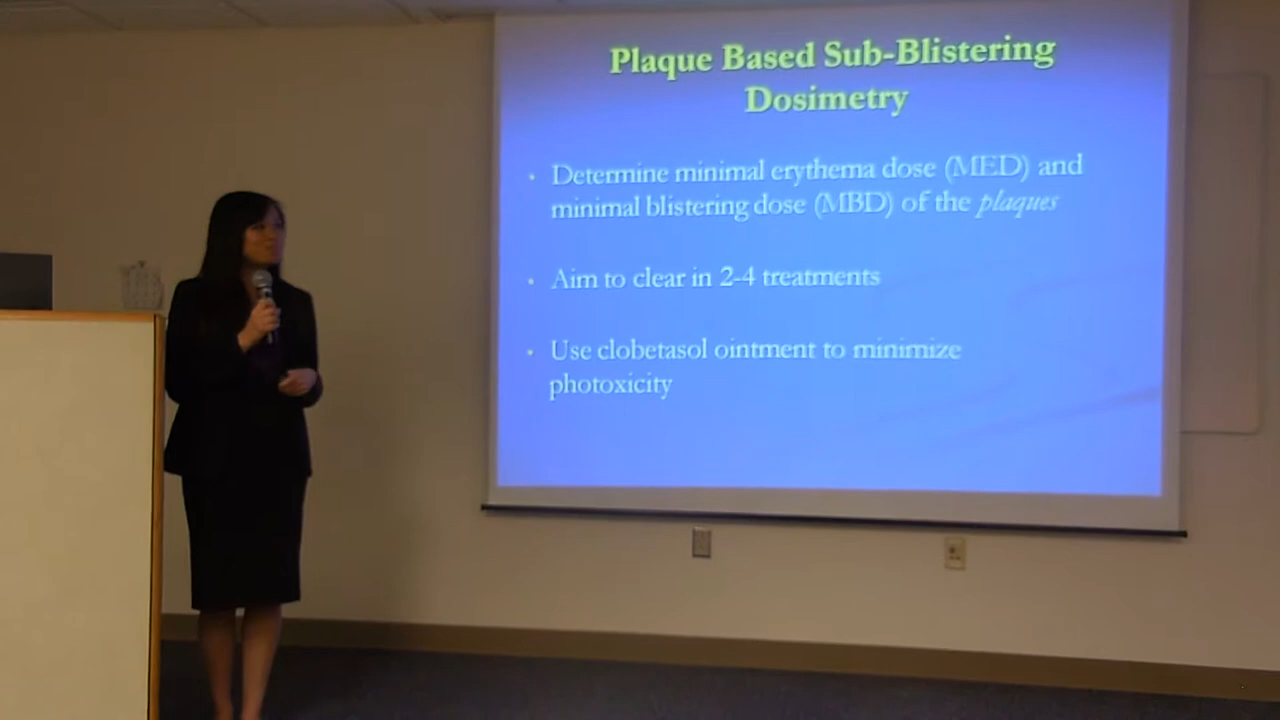 Plaque Based Sub-Blistering
Dosimetry
• Determine minimal erythema dose (MED) and
minimal blistering dose (MBD) of the plaques
• Aim to clear in 2-4 treatments
• Use clobetasol ointment to minimize
photoxicity